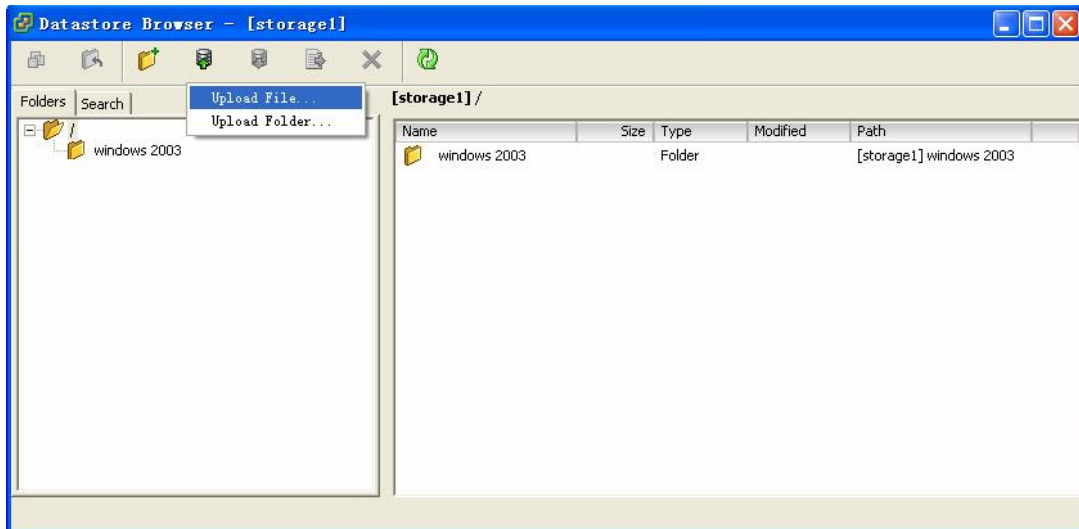 Datastore Browser - [storage1]
Folders Search
Upload File...
Upload Folder...
/
windows 2003
[storage1] /
Name Size Type Modified Path
windows 2003 Folder [storage1] windows 2003